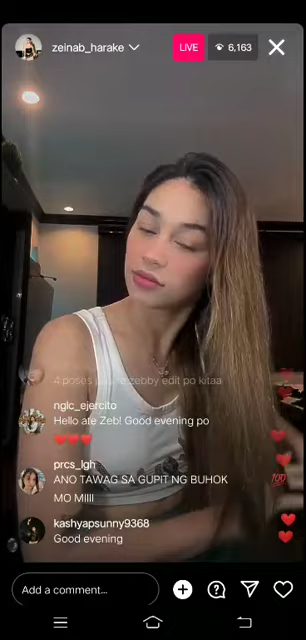 zeinab_harake
LIVE
6,163
4 poses zebby edit po kitaa
nglc_ejercito
Hello ate Zeb! Good evening po
prcs_lgh
ANO TAWAG SA GUPIT NG BUHOK
MO MIIII
kashyapsunny9368
Good evening
Add a comment...